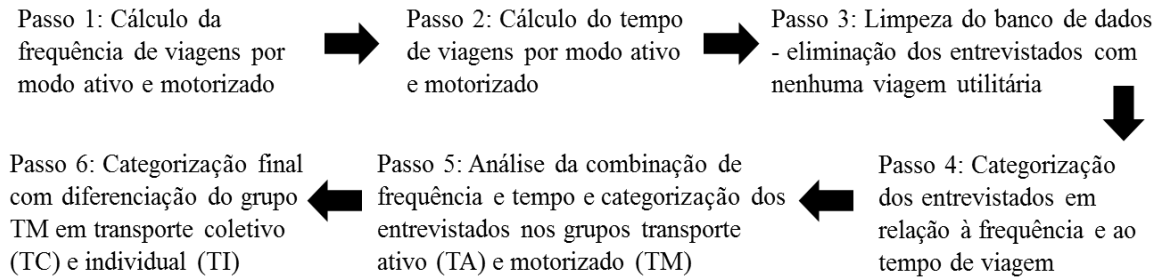 Passo 1: Cálculo da
frequência de viagens por
modo ativo e motorizado
Passo 2: Cálculo do tempo
de viagens por modo ativo
e motorizado
Passo 3: Limpeza do banco de dados
- eliminação dos entrevistados com
nenhuma viagem utilitária
Passo 4: Categorização
dos entrevistados em
relação à frequência e ao
tempo de viagem
Passo 5: Análise da combinação de
frequência e tempo e categorização dos
entrevistados nos grupos transporte
ativo (TA) e motorizado (TM)
Passo 6: Categorização final
com diferenciação do grupo
TM em transporte coletivo
(TC) e individual (TI)